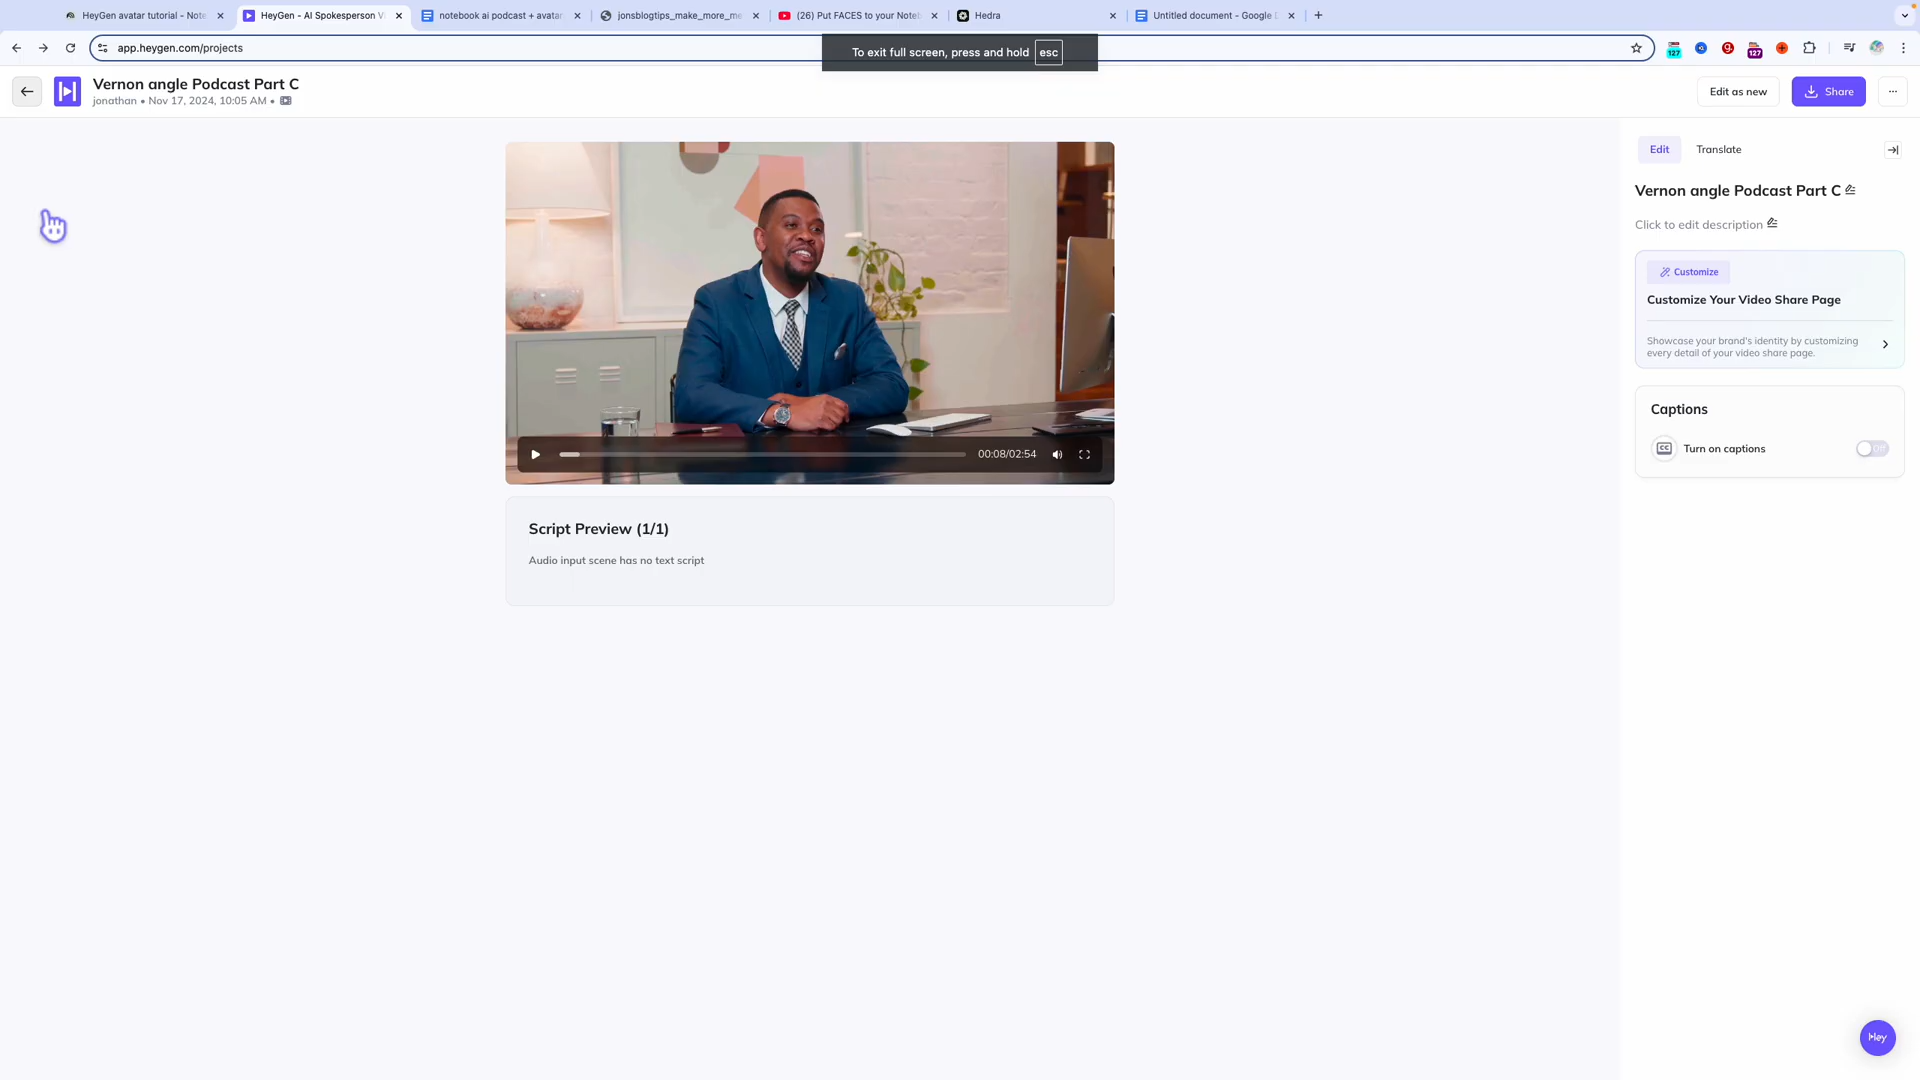 HeyGen avatar tutorial - Note
HeyGen - AI Spokesperson Vi
notebook ai podcast + avatar
jonsblogtips_make_more_me
(26) Put FACES to your Noteb
Hedra
Untitled document - Google D
app.heygen.com/projects
To exit full screen, press and hold esc
127
127
Vernon angle Podcast Part C
jonathan • Nov 17, 2024, 10:05 AM •
Edit as new
Share
Edit
Translate
Vernon angle Podcast Part C
Click to edit description
Customize
Customize Your Video Share Page
Showcase your brand's identity by customizing
every detail of your video share page.
Captions
CC
Turn on captions
Off
00:08/02:54
Script Preview (1/1)
Audio input scene has no text script
Hey